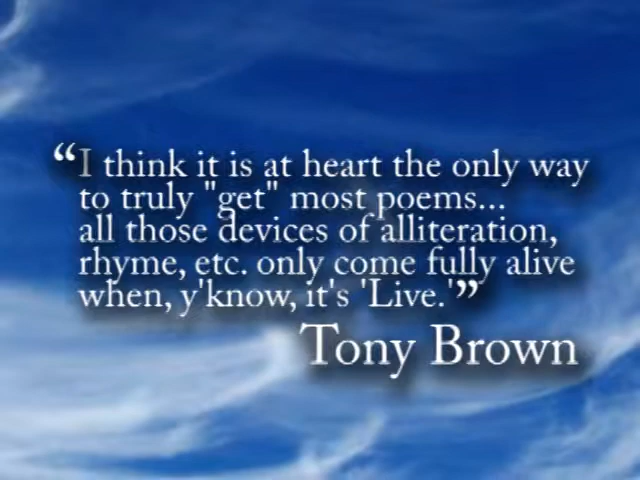 “I think it is at heart the only way
to truly "get" most poems...
all those devices of alliteration,
rhyme, etc. only come fully alive
when, y'know, it's 'Live.'”
Tony Brown